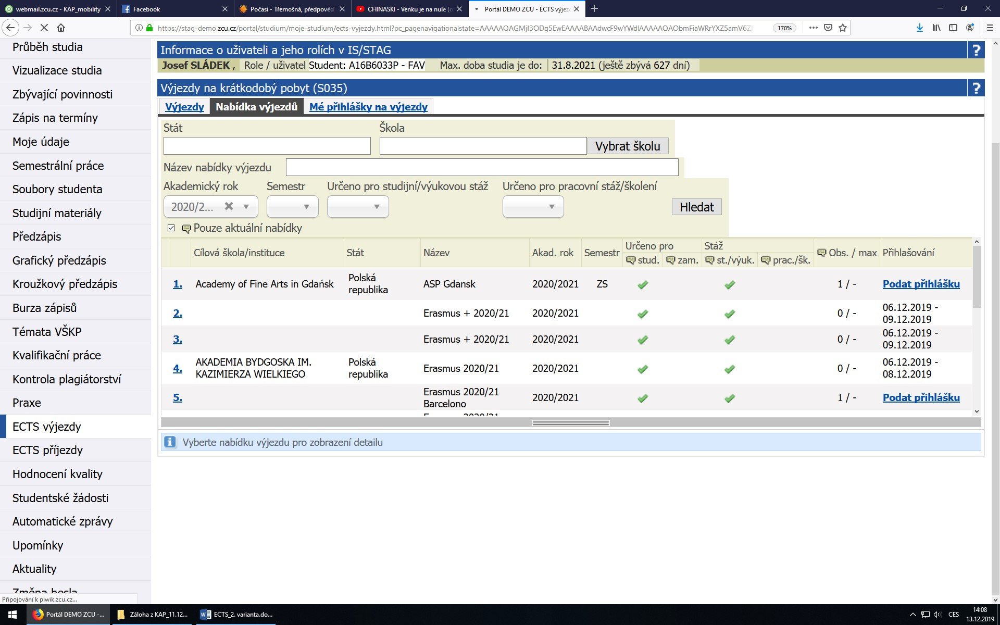 webmail.zcu.cz - KAP_mobility
Facebook
Počasí - Třemošná, předpověď
CHINASKI - Venku je na nule (o
Portál DEMO ZCU - ECTS výjez
https://stag-demo.zcu.cz/portal/studium/moje-studium/ects-vyjezdy.html?pc_pagenavigationalstate=
170%
Průběh studia
Vizualizace studia
Zbývající povinnosti
Zápis na termíny
Moje údaje
Semestrální práce
Soubory studenta
Studijní materiály
Předzápis
Grafický předzápis
Kroužkový předzápis
Burza zápisů
Témata VŠKP
Kvalifikační práce
Kontrola plagiátorství
Praxe
ECTS výjezdy
ECTS příjezdy
Hodnocení kvality
Studentské žádosti
Automatické zprávy
Upomínky
Aktuality
Změna hesla
Připojování k piwik.zcu.cz...
Informace o uživateli a jeho rolích v IS/STAG
?
Josef SLÁDEK , Role / uživatel Student: A16B6033P - FAV Max. doba studia je do: 31.8.2021 (ještě zbývá 627 dní)
Výjezdy na krátkodobý pobyt (S035)
?
Výjezdy Nabídka výjezdů Mé přihlášky na výjezdy
Stát Škola
Vybrat školu
Název nabídky výjezdu
Akademický rok Semestr Určeno pro studijní/výukovou stáž Určeno pro pracovní stáž/školení
2020/2...
Hledat
Pouze aktuální nabídky
Cílová škola/instituce Stát Název Akad. rok Semestr Určeno pro Stáž Obs. / max Přihlašování
stud. zam. st./výuk. prac./šk.
1. Academy of Fine Arts in Gdańsk Polská republika ASP Gdansk 2020/2021 ZS 1 / - Podat přihlášku
2. Erasmus + 2020/21 2020/2021 0 / - 06.12.2019 - 09.12.2019
3. Erasmus + 2020/21 2020/2021 0 / - 06.12.2019 - 09.12.2019
4. AKADEMIA BYDGOSKA IM. KAZIMIERZA WIELKIEGO Polská republika Erasmus 2020/21 2020/2021 0 / - 06.12.2019 - 08.12.2019
5. Erasmus 2020/21 Barcelono 2020/2021 1 / - Podat přihlášku
Vyberte nabídku výjezdu pro zobrazení detailu
Portál DEMO ZCU -...
Záloha z KAP_11.12...
ECTS_2. varianta.do...
CES
14:08
13.12.2019